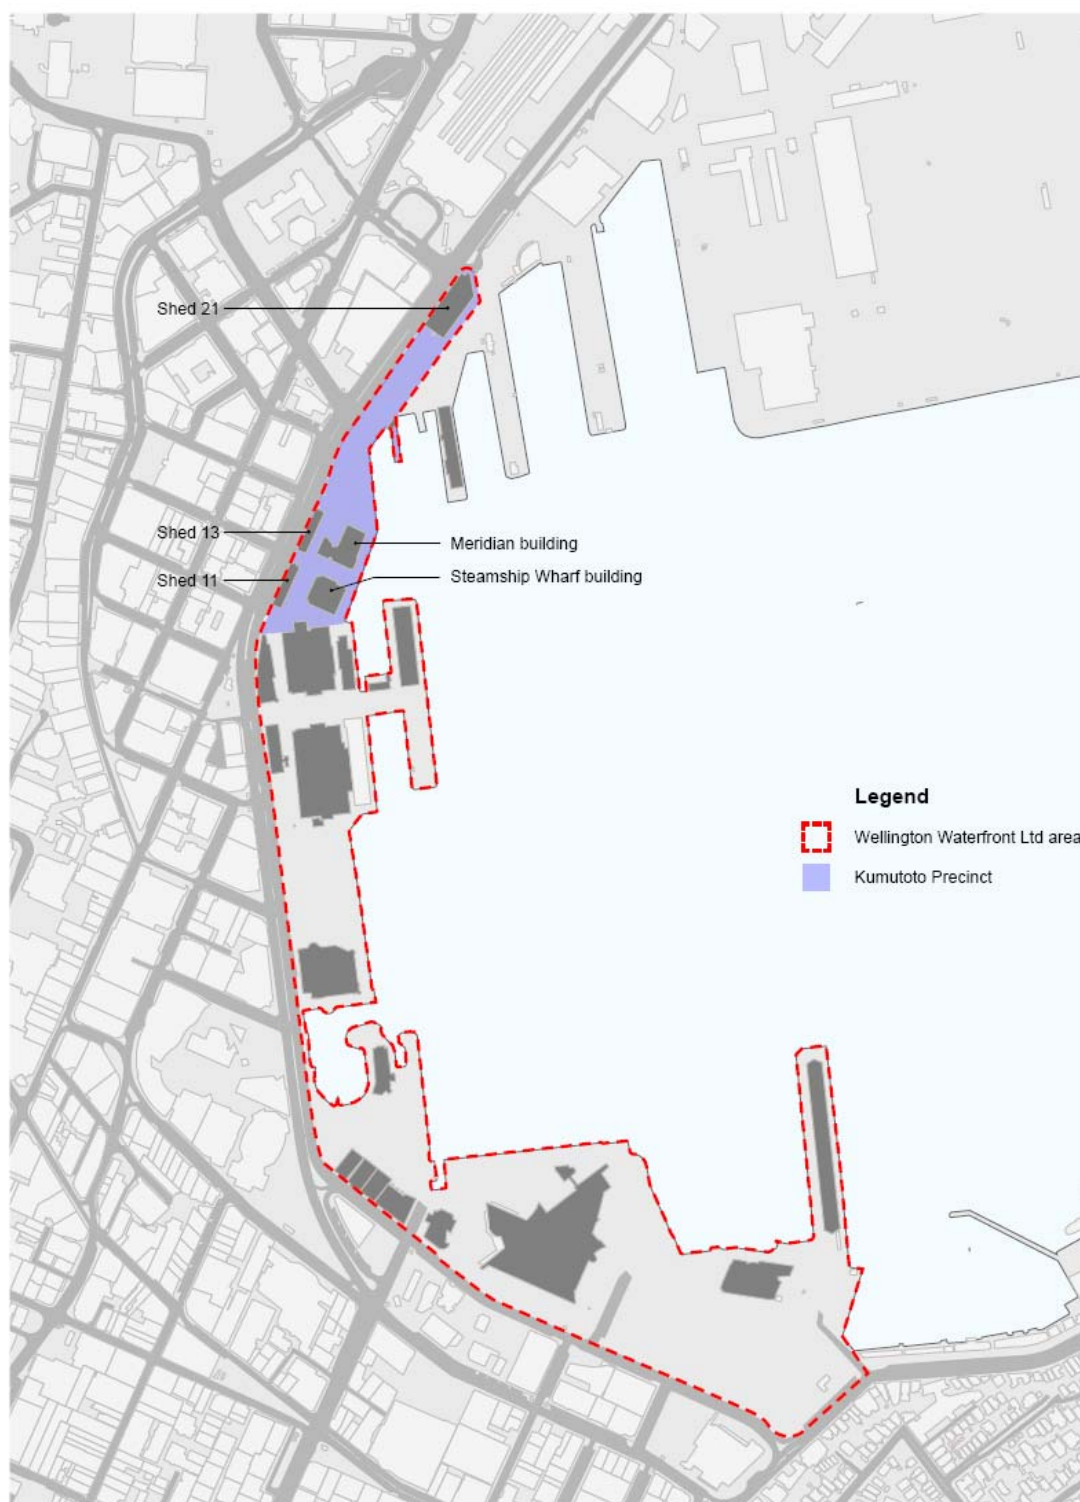 Shed 21
Shed 13
Meridian building
Steamship Wharf building
Shed 11
Legend
Wellington Waterfront Ltd area
Kumutoto Precinct